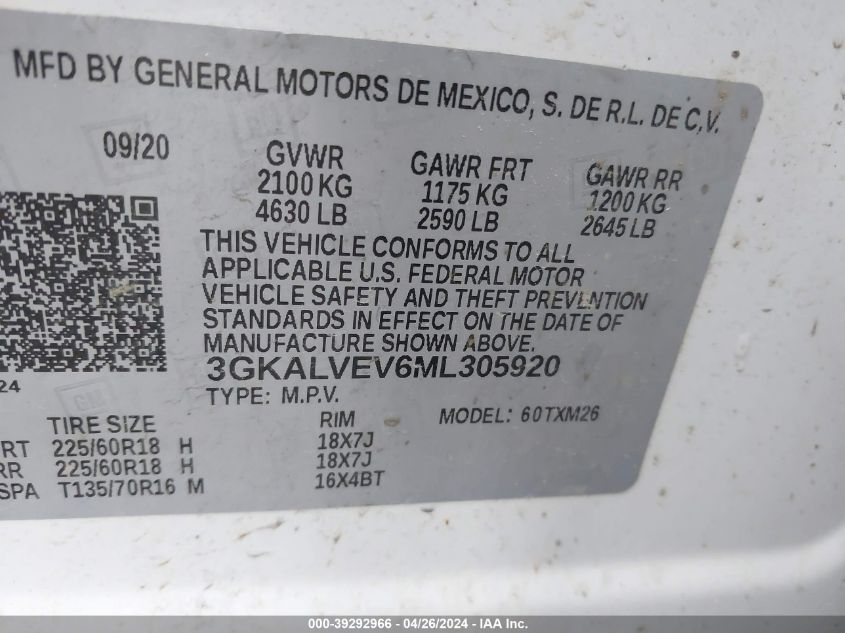 MFD BY GENERAL MOTORS DE MEXICO, S. DE R.L. DE C.V.
09/20 GVWR GAWR FRT GAWR RR
2100 KG 1175 KG 1200 KG
4630 LB 2590 LB 2645 LB
THIS VEHICLE CONFORMS TO ALL
APPLICABLE U.S. FEDERAL MOTOR
VEHICLE SAFETY AND THEFT PREVENTION
STANDARDS IN EFFECT ON THE DATE OF
MANUFACTURE SHOWN ABOVE.
3GKALVEV6ML305920
24
TYPE: M.P.V.
TIRE SIZE RIM MODEL: 60TXM26
RT 225/60R18 H 18X7J
RR 225/60R18 H 18X7J
SPA T135/70R16 M 16X4BT
000-39292966 - 04/26/2024 - IAA Inc.